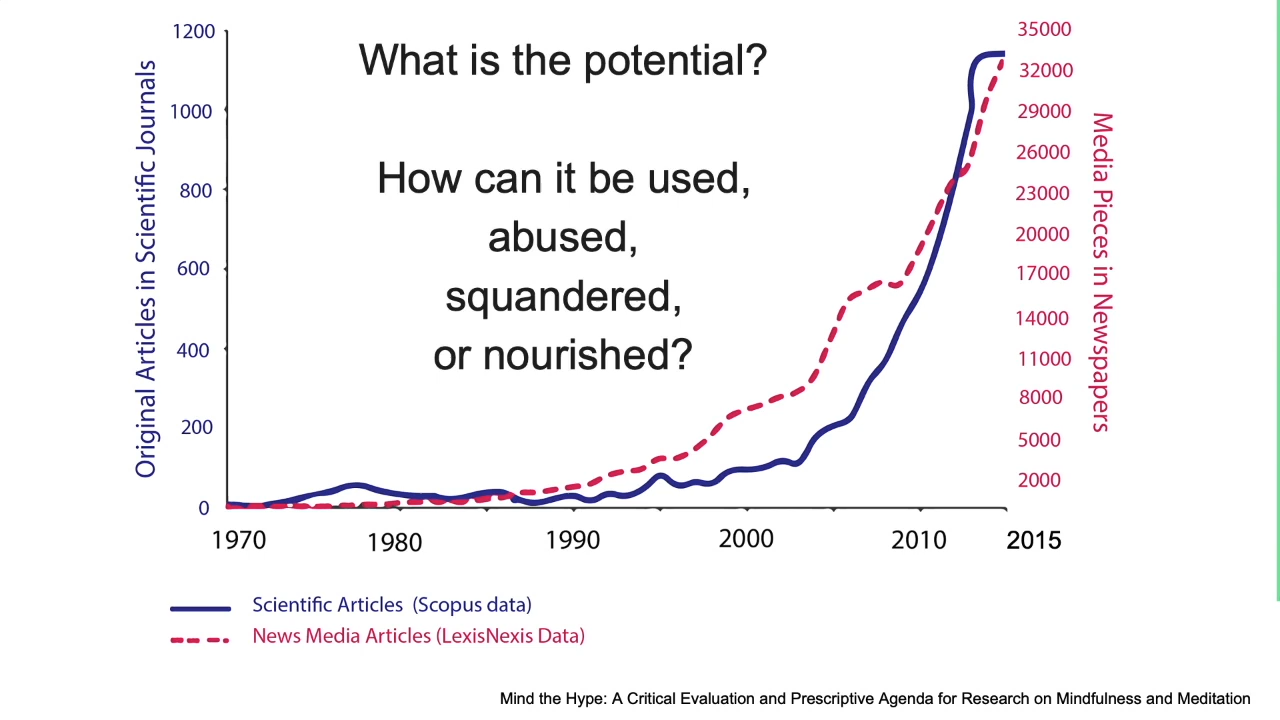 What is the potential?
How can it be used,
abused,
squandered,
or nourished?
Original Articles in Scientific Journals
1200
1000
800
600
400
200
0
35000
32000
29000
26000
23000
20000
17000
14000
11000
8000
5000
2000
Media Pieces in Newspapers
1970 1980 1990 2000 2010 2015
Scientific Articles (Scopus data)
News Media Articles (LexisNexis Data)
Mind the Hype: A Critical Evaluation and Prescriptive Agenda for Research on Mindfulness and Meditation